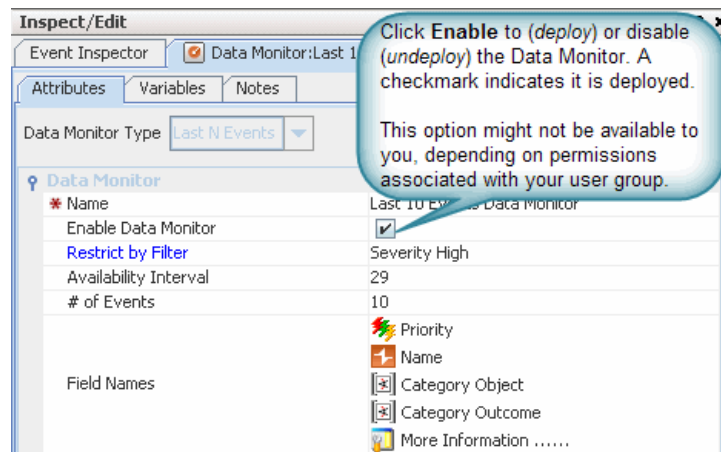 Inspect/Edit
Event Inspector
Data Monitor:Last 1
Click Enable to (deploy) or disable
(undeploy) the Data Monitor. A
checkmark indicates it is deployed.
This option might not be available to
you, depending on permissions
associated with your user group.
Attributes
Variables
Notes
Data Monitor Type
Last N Events
Data Monitor
* Name
Last 10 Events Data Monitor
Enable Data Monitor
Restrict by Filter
Severity High
Availability Interval
29
# of Events
10
Field Names
Priority
Name
Category Object
Category Outcome
More Information ......